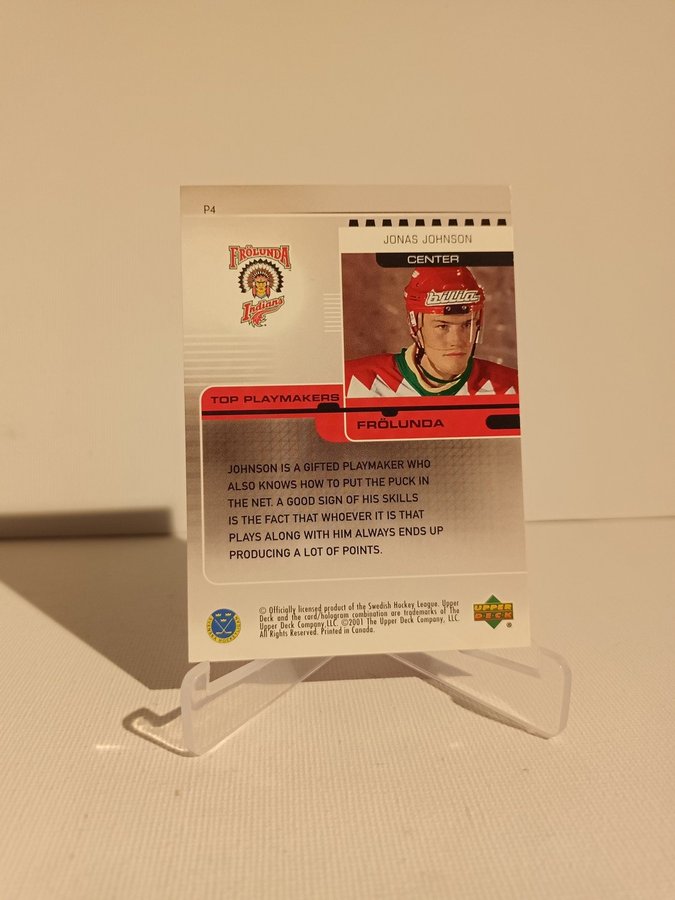 P4
FRÖLUNDA
Indians
JONAS JOHNSON
CENTER
billia
TOP PLAYMAKERS
FRÖLUNDA
JOHNSON IS A GIFTED PLAYMAKER WHO
ALSO KNOWS HOW TO PUT THE PUCK IN
THE NET. A GOOD SIGN OF HIS SKILLS
IS THE FACT THAT WHOEVER IT IS THAT
PLAYS ALONG WITH HIM ALWAYS ENDS UP
PRODUCING A LOT OF POINTS.
© Officially licensed product of the Swedish Hockey League. Upper
Deck and the card/hologram combination are trademarks of The
Upper Deck Company, LLC. ©2001 The Upper Deck Company, LLC.
All Rights Reserved. Printed in Canada.
UPPER
DECK
®